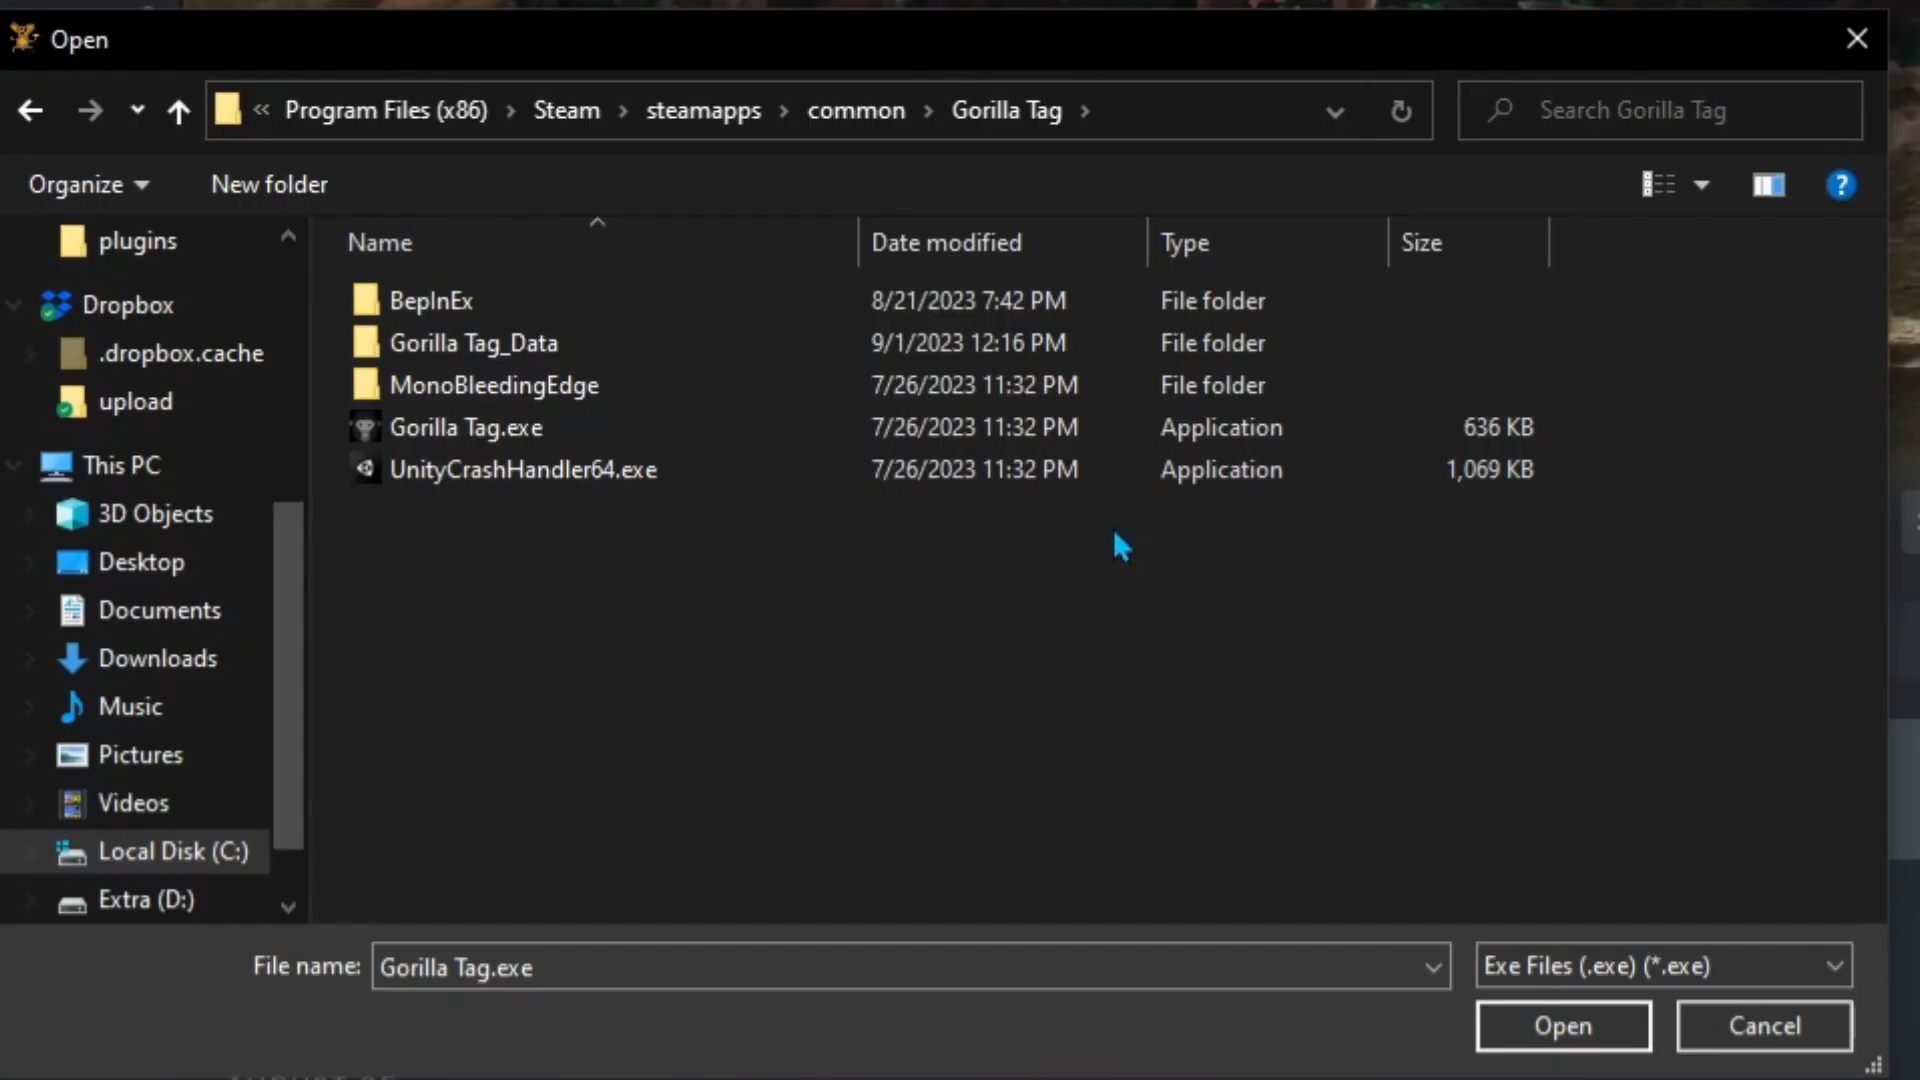 Open
« Program Files (x86) > Steam > steamapps > common > Gorilla Tag >
Search Gorilla Tag
Organize
New folder
?
plugins
Dropbox
.dropbox.cache
upload
This PC
3D Objects
Desktop
Documents
Downloads
Music
Pictures
Videos
Local Disk (C:)
Extra (D:)
Name Date modified Type Size
BepInEx 8/21/2023 7:42 PM File folder
Gorilla Tag_Data 9/1/2023 12:16 PM File folder
MonoBleedingEdge 7/26/2023 11:32 PM File folder
Gorilla Tag.exe 7/26/2023 11:32 PM Application 636 KB
UnityCrashHandler64.exe 7/26/2023 11:32 PM Application 1,069 KB
File name: Gorilla Tag.exe
Exe Files (.exe) (*.exe)
Open Cancel